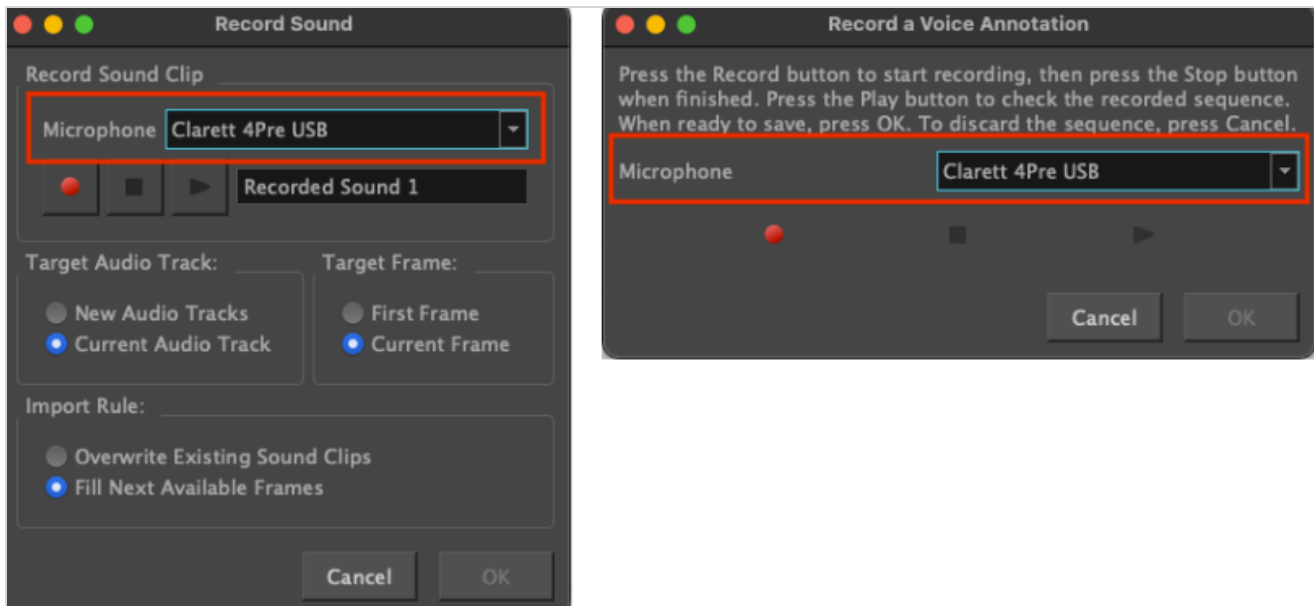 Record Sound
Record Sound Clip
Microphone Clarett 4Pre USB
Recorded Sound 1
Target Audio Track:
New Audio Tracks
Current Audio Track
Target Frame:
First Frame
Current Frame
Import Rule:
Overwrite Existing Sound Clips
Fill Next Available Frames
Cancel OK
Record a Voice Annotation
Press the Record button to start recording, then press the Stop button
when finished. Press the Play button to check the recorded sequence.
When ready to save, press OK. To discard the sequence, press Cancel.
Microphone Clarett 4Pre USB
Cancel OK